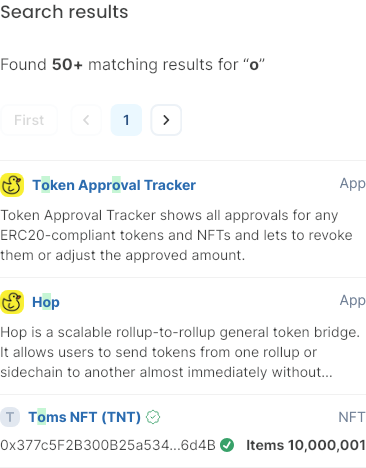 Search results
Found 50+ matching results for “o”
First
1
Token Approval Tracker App
Token Approval Tracker shows all approvals for any
ERC20-compliant tokens and NFTs and lets to revoke
them or adjust the approved amount.
Hop App
Hop is a scalable rollup-to-rollup general token bridge.
It allows users to send tokens from one rollup or
sidechain to another almost immediately without...
T Toms NFT (TNT) NFT
0x377c5F2B300B25a534...6d4B Items 10,000,001